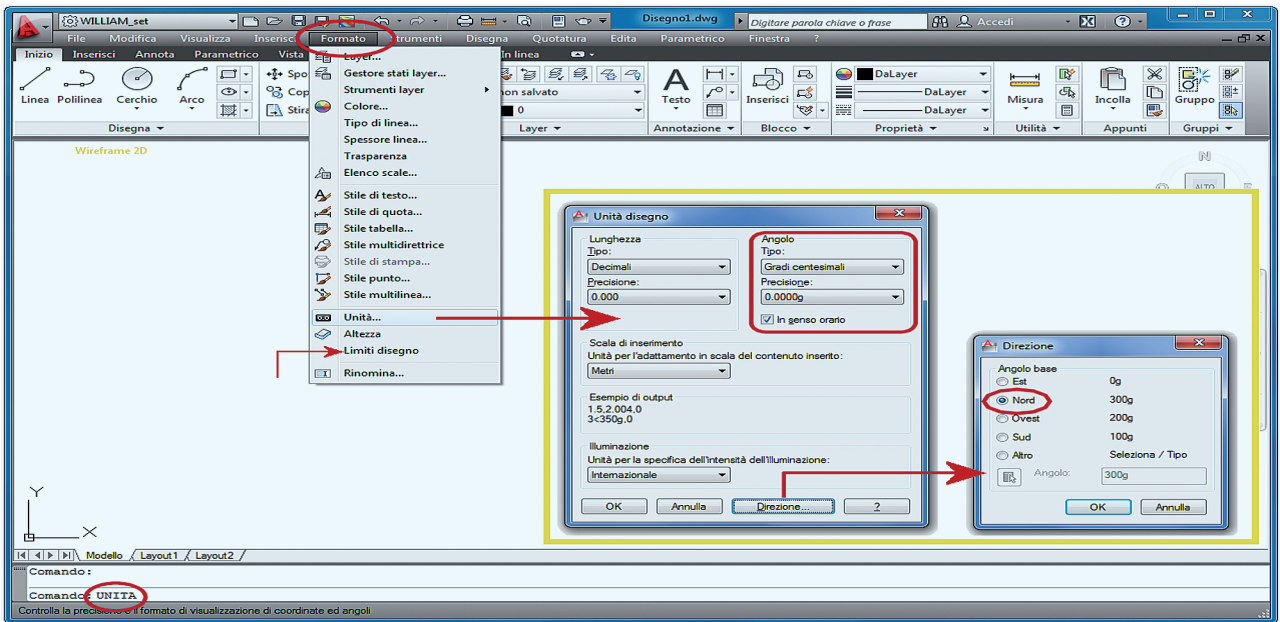 WILLIAM_set
Disegno1.dwg
Digitare parola chiave o frase
Accedi
File Modifica Visualizza Inserisci Formato Strumenti Disegna Quotatura Edita Parametrico Finestra ?
Inizio Inserisci Annota Parametrico Vista In linea
Linea Polilinea Cerchio Arco
Disegna
Spo
Cop
Stira
non salvato
0
Layer
Testo
Annotazione
Inserisci
Blocco
DaLayer
DaLayer
DaLayer
Proprietà
Misura
Utilità
Incolla
Appunti
Gruppo
Gruppi
Layer...
Gestore stati layer...
Strumenti layer
Colore...
Tipo di linea...
Spessore linea...
Trasparenza
Elenco scale...
Stile di testo...
Stile di quota...
Stile tabella...
Stile multidirettrice
Stile di stampa...
Stile punto...
Stile multilinea...
Unità...
Altezza
Limiti disegno
Rinomina...
Wireframe 2D
N
ALTO
Unità disegno
Lunghezza
Tipo:
Decimali
Precisione:
0.000
Angolo
Tipo:
Gradi centesimali
Precisione:
0.0000g
In senso orario
Scala di inserimento
Unità per l'adattamento in scala del contenuto inserito:
Metri
Esempio di output
1.5,2.004,0
3<350g,0
Illuminazione
Unità per la specifica dell'intensità dell'illuminazione:
Internazionale
OK Annulla Direzione... ?
Direzione
Angolo base
Est 0g
Nord 300g
Ovest 200g
Sud 100g
Altro Seleziona / Tipo
Angolo: 300g
OK Annulla
Y
X
Modello Layout1 Layout2
Comando:
Comando: UNITA
Controlla la precisione e il formato di visualizzazione di coordinate ed angoli